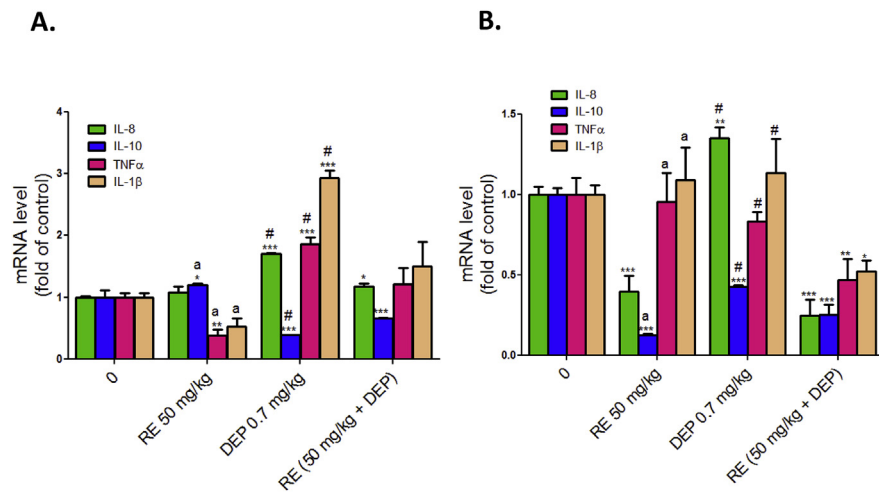 A.
mRNA level
(fold of control)
4
3
2
1
0
IL-8
IL-10
TNFα
IL-1β
a
*
a
**
a
#
***
#
***
#
***
#
***
*
***
0
RE 50 mg/kg
DEP 0.7 mg/kg
RE (50 mg/kg + DEP)
B.
mRNA level
(fold of control)
1.5
1.0
0.5
0.0
IL-8
IL-10
TNFα
IL-1β
***
a
***
a
a
#
**
#
***
#
#
***
***
**
*
0
RE 50 mg/kg
DEP 0.7 mg/kg
RE (50 mg/kg + DEP)